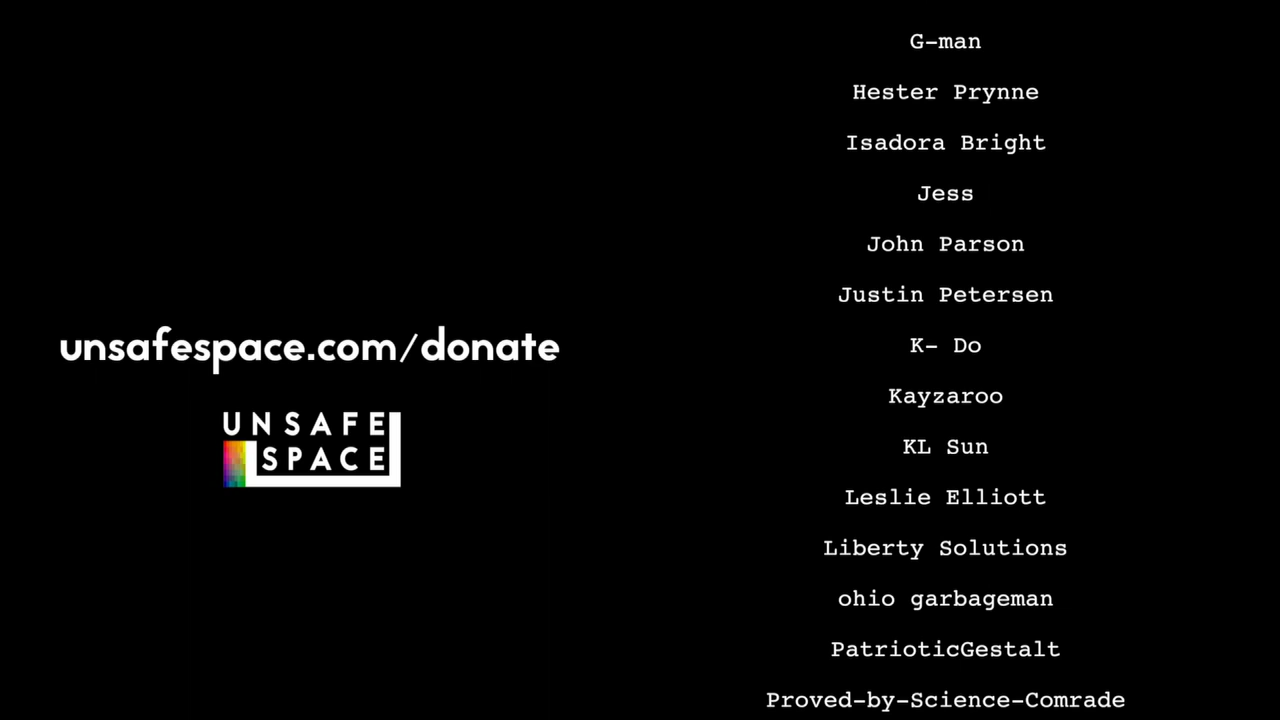 unsafespace.com/donate
UNSAFE
SPACE
G-man
Hester Prynne
Isadora Bright
Jess
John Parson
Justin Petersen
K- Do
Kayzaroo
KL Sun
Leslie Elliott
Liberty Solutions
ohio garbageman
PatrioticGestalt
Proved-by-Science-Comrade